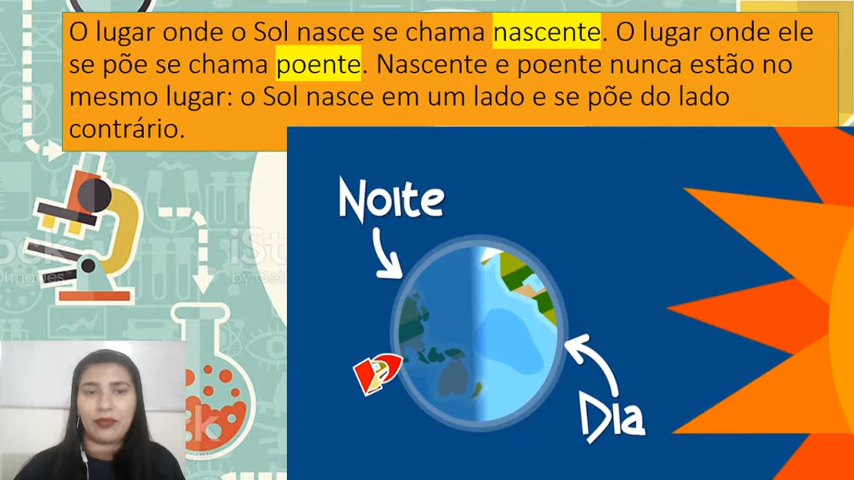 O lugar onde o Sol nasce se chama nascente. O lugar onde ele
se põe se chama poente. Nascente e poente nunca estão no
mesmo lugar: o Sol nasce em um lado e se põe do lado
contrário.
Noite
Dia